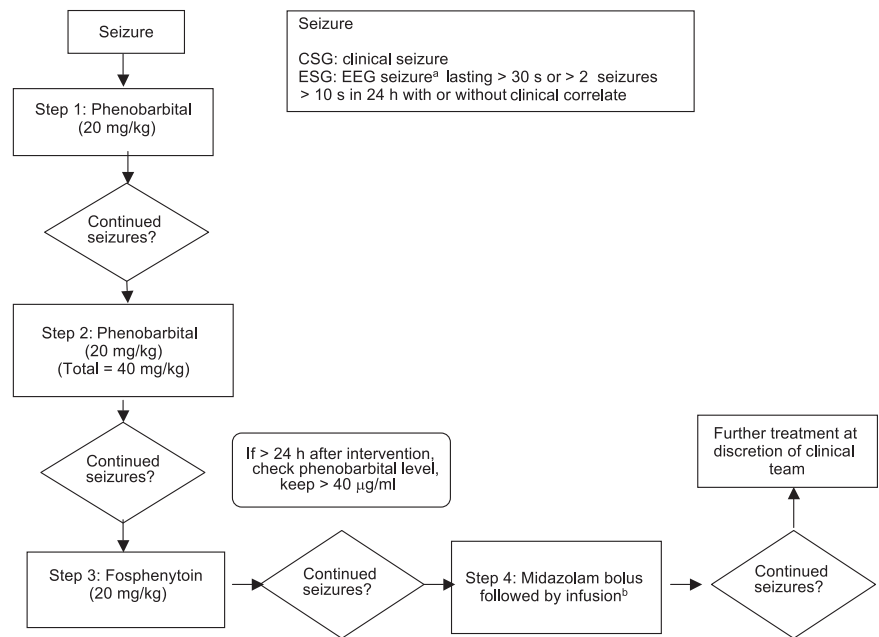 Seizure
Seizure
CSG: clinical seizure
ESG: EEG seizureᵃ lasting > 30 s or > 2 seizures
> 10 s in 24 h with or without clinical correlate
Step 1: Phenobarbital
(20 mg/kg)
Continued
seizures?
Step 2: Phenobarbital
(20 mg/kg)
(Total = 40 mg/kg)
Continued
seizures?
If > 24 h after intervention,
check phenobarbital level,
keep > 40 µg/ml
Step 3: Fosphenytoin
(20 mg/kg)
Continued
seizures?
Step 4: Midazolam bolus
followed by infusionᵇ
Continued
seizures?
Further treatment at
discretion of clinical
team